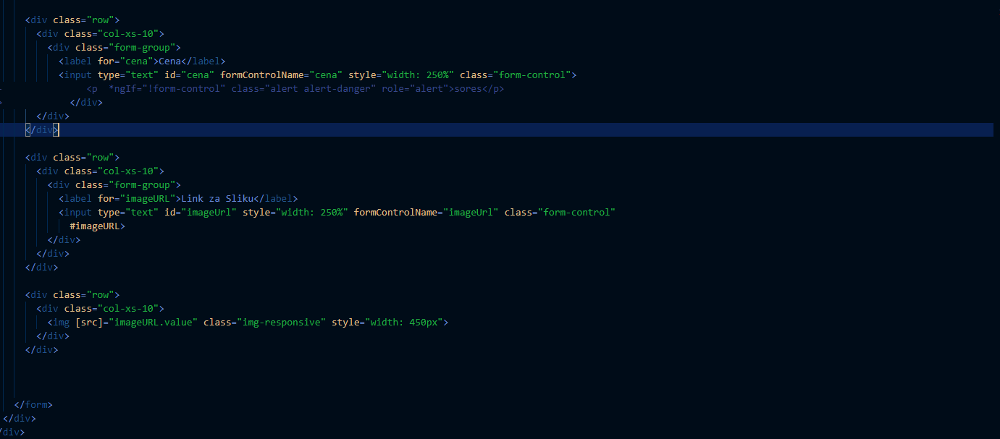 <div class="row">
<div class="col-xs-10">
<div class="form-group">
<label for="cena">Cena</label>
<input type="text" id="cena" formControlName="cena" style="width: 250%" class="form-control">
<p  *ngIf="!form-control" class="alert alert-danger" role="alert">sores</p>
</div>
</div>
</div>
<div class="row">
<div class="col-xs-10">
<div class="form-group">
<label for="imageURL">Link za Sliku</label>
<input type="text" id="imageUrl" style="width: 250%" formControlName="imageUrl" class="form-control"
#imageURL>
</div>
</div>
</div>
<div class="row">
<div class="col-xs-10">
<img [src]="imageURL.value" class="img-responsive" style="width: 450px">
</div>
</div>
</form>
</div>
/div>